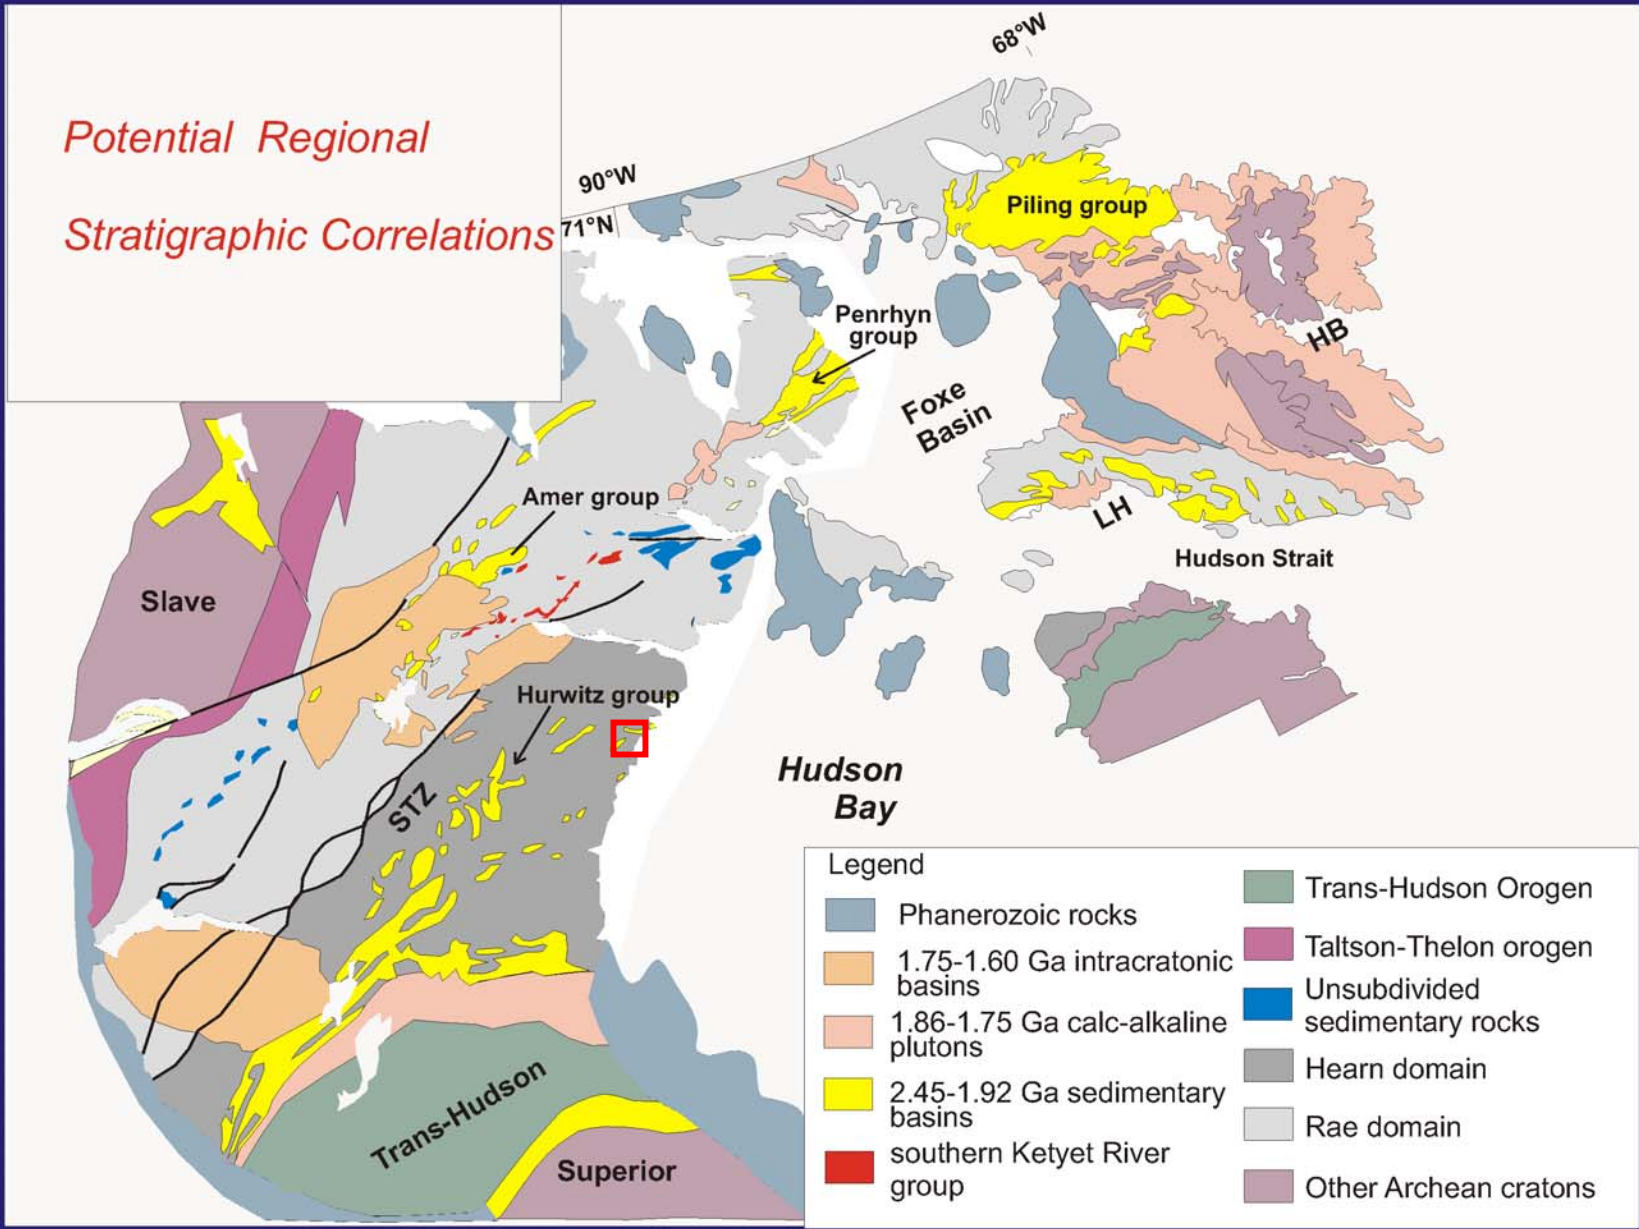 Potential Regional
Stratigraphic Correlations
68°W
90°W
71°N
Piling group
Penrhyn
group
HB
Foxe
Basin
Amer group
LH
Hudson Strait
Slave
Hurwitz group
STZ
Hudson
Bay
Trans-Hudson
Superior
Legend
Phanerozoic rocks
1.75-1.60 Ga intracratonic
basins
1.86-1.75 Ga calc-alkaline
plutons
2.45-1.92 Ga sedimentary
basins
southern Ketyet River
group
Trans-Hudson Orogen
Taltson-Thelon orogen
Unsubdivided
sedimentary rocks
Hearn domain
Rae domain
Other Archean cratons